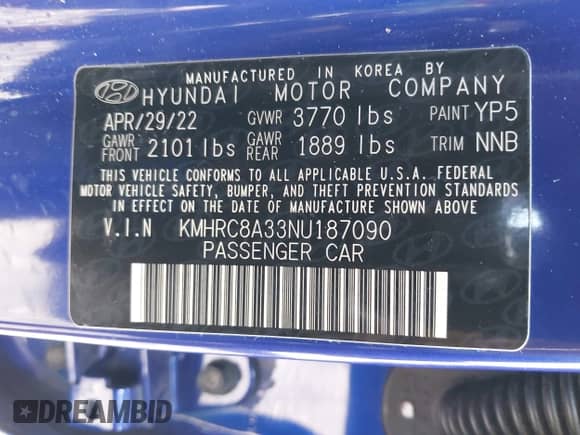 MANUFACTURED IN KOREA BY
HYUNDAI MOTOR COMPANY
APR/29/22 GVWR 3770 lbs PAINT YP5
GAWR FRONT 2101 lbs GAWR REAR 1889 lbs TRIM NNB
THIS VEHICLE CONFORMS TO ALL APPLICABLE U.S.A. FEDERAL
MOTOR VEHICLE SAFETY, BUMPER, AND THEFT PREVENTION STANDARDS
IN EFFECT ON THE DATE OF MANUFACTURE SHOWN ABOVE
V.I.N KMHRC8A33NU187090
PASSENGER CAR
DREAMBID